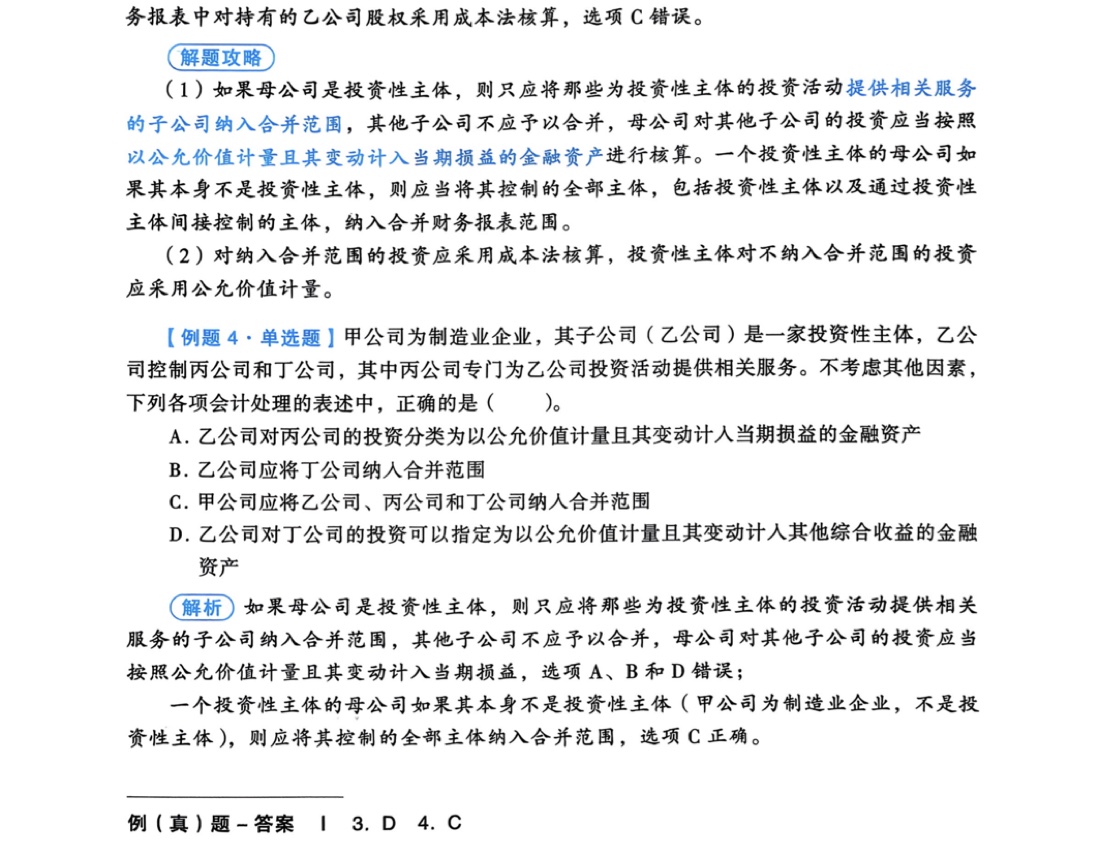 务报表中对持有的乙公司股权采用成本法核算，选项 C 错误。
解题攻略
（1）如果母公司是投资性主体，则只应将那些为投资性主体的投资活动提供相关服务
的子公司纳入合并范围，其他子公司不应予以合并，母公司对其他子公司的投资应当按照
以公允价值计量且其变动计入当期损益的金融资产进行核算。一个投资性主体的母公司如
果其本身不是投资性主体，则应当将其控制的全部主体，包括投资性主体以及通过投资性
主体间接控制的主体，纳入合并财务报表范围。
（2）对纳入合并范围的投资应采用成本法核算，投资性主体对不纳入合并范围的投资
应采用公允价值计量。
【例题 4·单选题】甲公司为制造业企业，其子公司（乙公司）是一家投资性主体，乙公
司控制丙公司和丁公司，其中丙公司专门为乙公司投资活动提供相关服务。不考虑其他因素，
下列各项会计处理的表述中，正确的是（　　）。
A. 乙公司对丙公司的投资分类为以公允价值计量且其变动计入当期损益的金融资产
B. 乙公司应将丁公司纳入合并范围
C. 甲公司应将乙公司、丙公司和丁公司纳入合并范围
D. 乙公司对丁公司的投资可以指定为以公允价值计量且其变动计入其他综合收益的金融
资产
解析 如果母公司是投资性主体，则只应将那些为投资性主体的投资活动提供相关
服务的子公司纳入合并范围，其他子公司不应予以合并，母公司对其他子公司的投资应当
按照公允价值计量且其变动计入当期损益，选项 A、B 和 D 错误；
一个投资性主体的母公司如果其本身不是投资性主体（甲公司为制造业企业，不是投
资性主体），则应将其控制的全部主体纳入合并范围，选项 C 正确。
例（真）题 – 答案 | 3. D 4. C